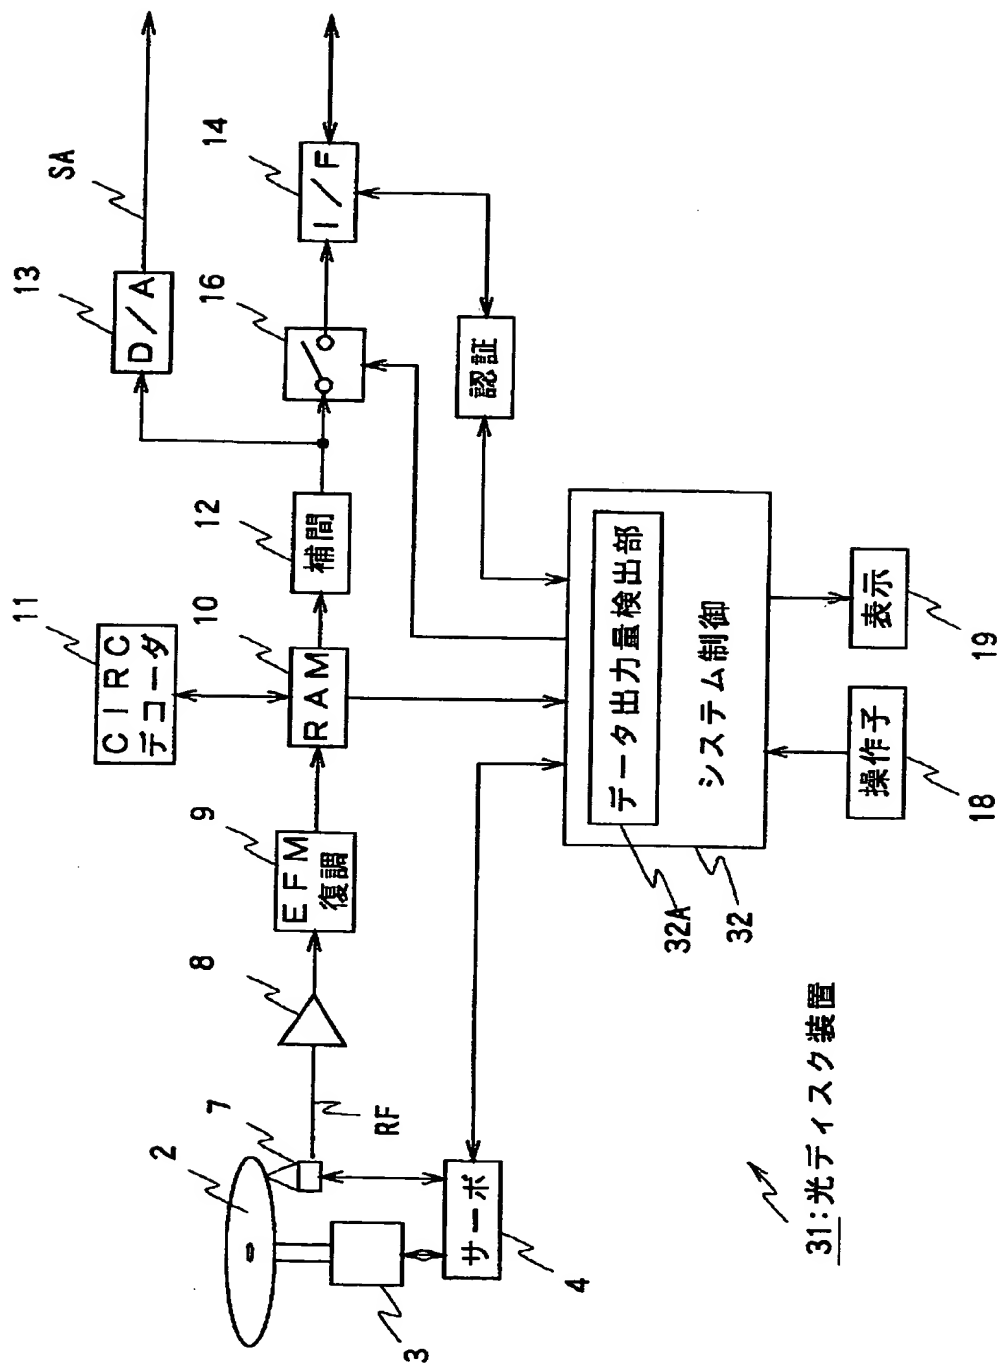 2
7
RF
3
サーボ
4
8
9
EFM
復調
11
CIRC
デコーダ
10
RAM
12
補間
13
D/A
SA
16
14
I/F
認証
データ出力量検出部
システム制御
32A
32
操作子
18
表示
19
31:光ディスク装置